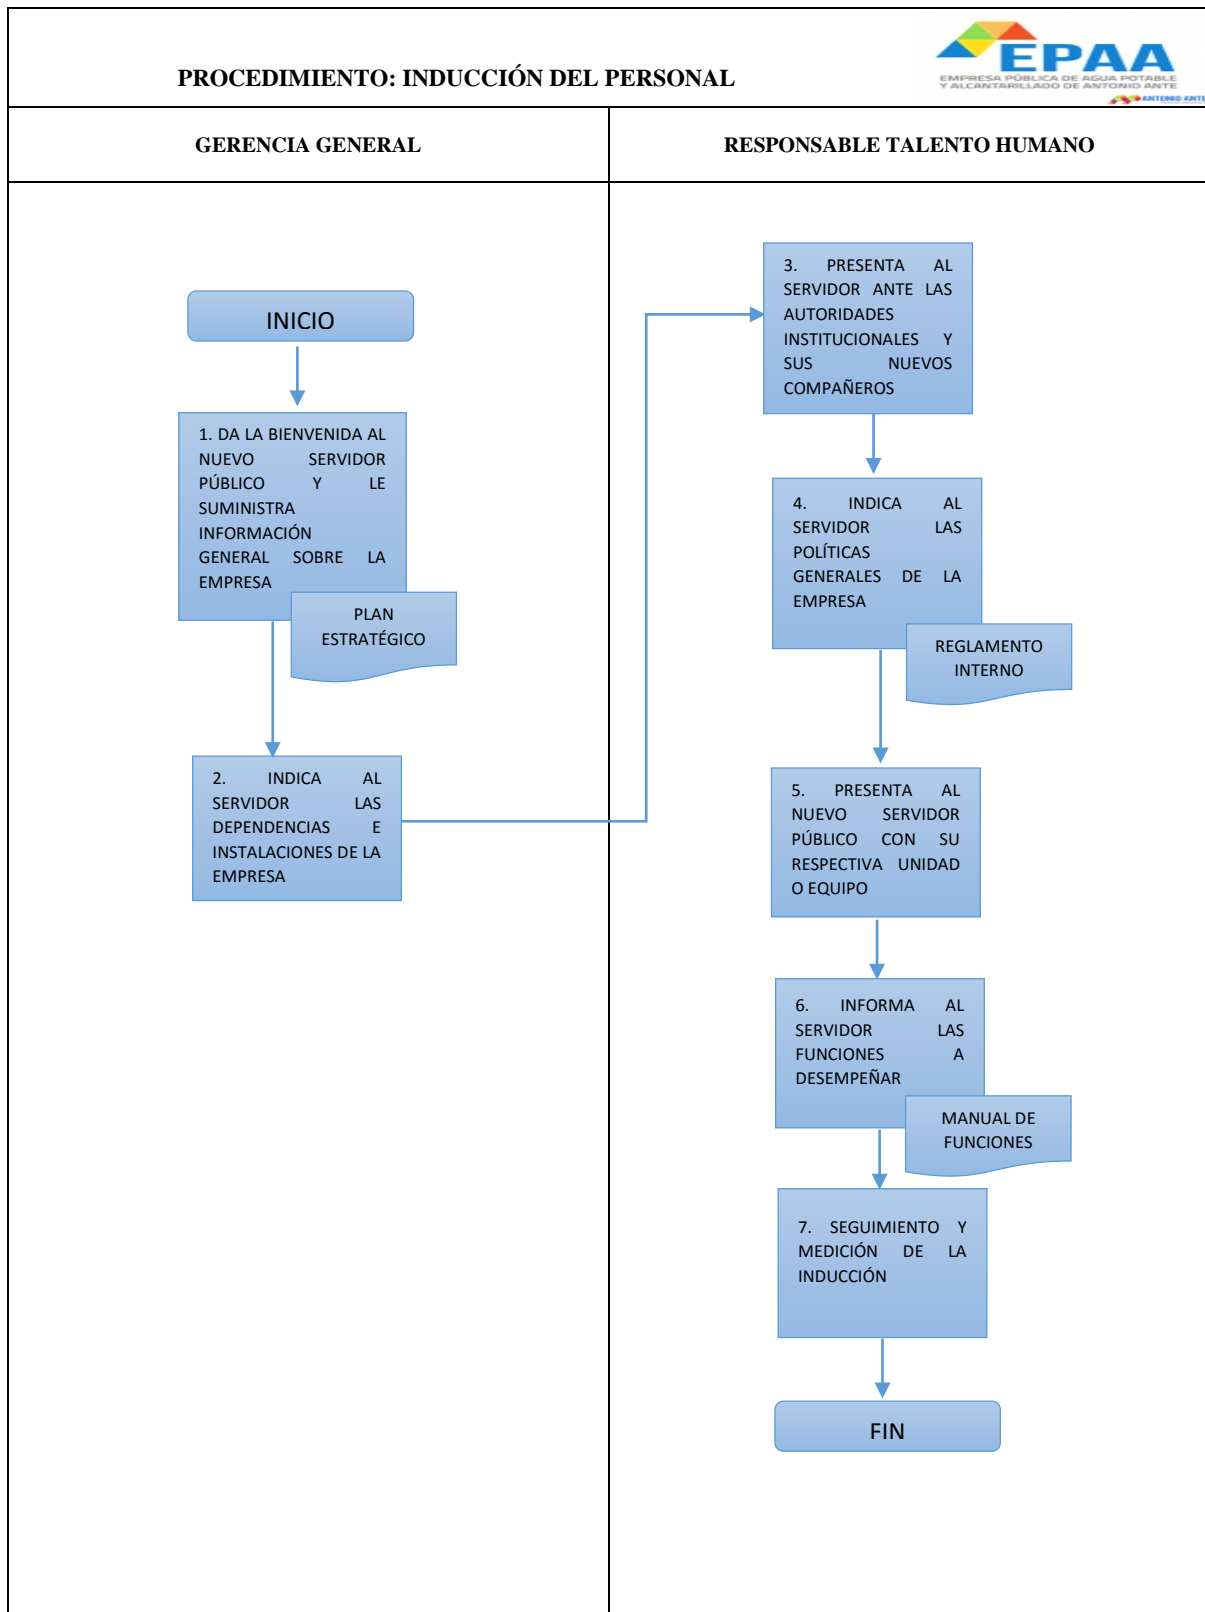 PROCEDIMIENTO: INDUCCIÓN DEL PERSONAL
EPAA
EMPRESA PÚBLICA DE AGUA POTABLE
Y ALCANTARILLADO DE ANTONIO ANTE
ANTONIO ANTE
GERENCIA GENERAL
RESPONSABLE TALENTO HUMANO
INICIO
1. DA LA BIENVENIDA AL
NUEVO SERVIDOR
PÚBLICO Y LE
SUMINISTRA
INFORMACIÓN
GENERAL SOBRE LA
EMPRESA
PLAN
ESTRATÉGICO
2. INDICA AL
SERVIDOR LAS
DEPENDENCIAS E
INSTALACIONES DE LA
EMPRESA
3. PRESENTA AL
SERVIDOR ANTE LAS
AUTORIDADES
INSTITUCIONALES Y
SUS NUEVOS
COMPAÑEROS
4. INDICA AL
SERVIDOR LAS
POLÍTICAS
GENERALES DE LA
EMPRESA
REGLAMENTO
INTERNO
5. PRESENTA AL
NUEVO SERVIDOR
PÚBLICO CON SU
RESPECTIVA UNIDAD
O EQUIPO
6. INFORMA AL
SERVIDOR LAS
FUNCIONES A
DESEMPEÑAR
MANUAL DE
FUNCIONES
7. SEGUIMIENTO Y
MEDICIÓN DE LA
INDUCCIÓN
FIN